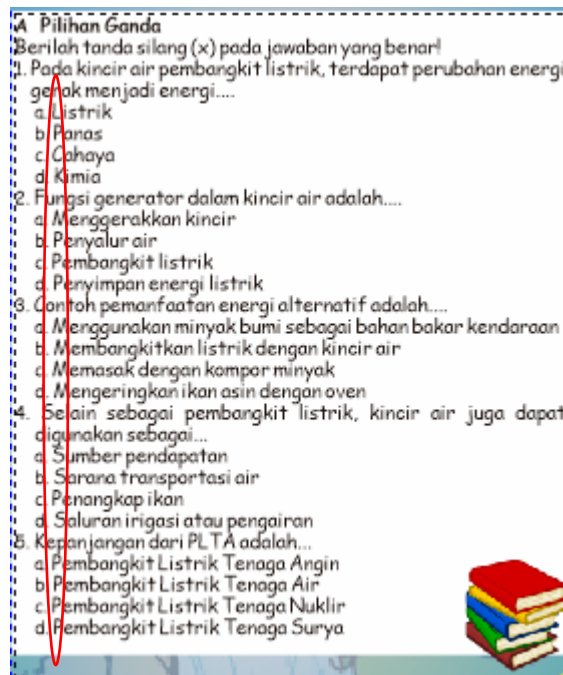 A Pilihan Ganda
Berilah tanda silang (x) pada jawaban yang benar!
1. Pada kincir air pembangkit listrik, terdapat perubahan energi
gerak menjadi energi....
a. Listrik
b. Panas
c. Cahaya
d. Kimia
2. Fungsi generator dalam kincir air adalah....
a. Menggerakkan kincir
b. Penyalur air
c. Pembangkit listrik
d. Penyimpan energi listrik
3. Contoh pemanfaatan energi alternatif adalah....
a. Menggunakan minyak bumi sebagai bahan bakar kendaraan
b. Membangkitkan listrik dengan kincir air
c. Memasak dengan kompor minyak
d. Mengeringkan ikan asin dengan oven
4. Selain sebagai pembangkit listrik, kincir air juga dapat
digunakan sebagai...
a. Sumber pendapatan
b. Sarana transportasi air
c. Penangkap ikan
d. Saluran irigasi atau pengairan
5. Kepanjangan dari PLTA adalah...
a. Pembangkit Listrik Tenaga Angin
b. Pembangkit Listrik Tenaga Air
c. Pembangkit Listrik Tenaga Nuklir
d. Pembangkit Listrik Tenaga Surya